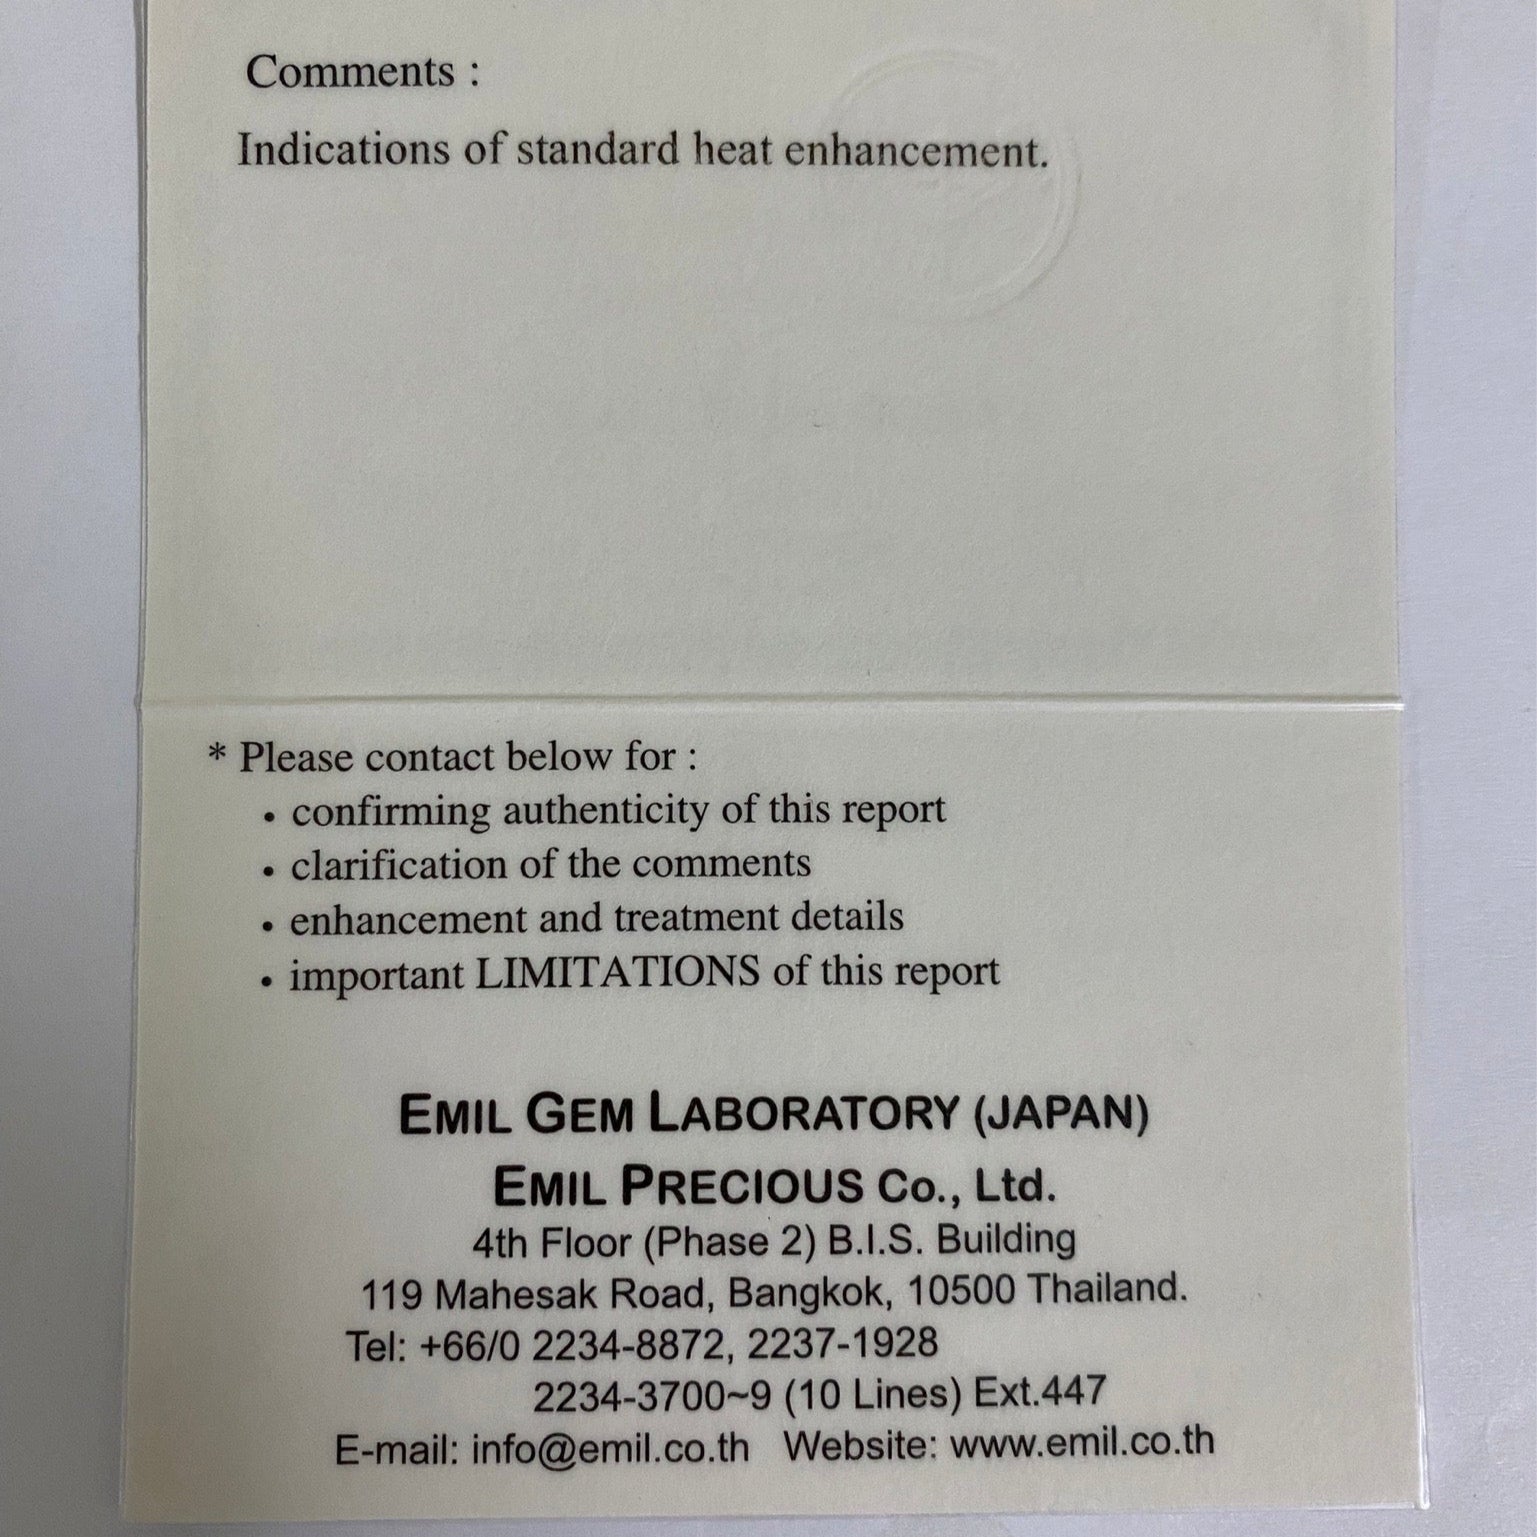 Comments :
Indications of standard heat enhancement.
* Please contact below for :
• confirming authenticity of this report
• clarification of the comments
• enhancement and treatment details
• important LIMITATIONS of this report
EMIL GEM LABORATORY (JAPAN)
EMIL PRECIOUS Co., Ltd.
4th Floor (Phase 2) B.I.S. Building
119 Mahesak Road, Bangkok, 10500 Thailand.
Tel: +66/0 2234-8872, 2237-1928
2234-3700~9 (10 Lines) Ext.447
E-mail: info@emil.co.th Website: www.emil.co.th